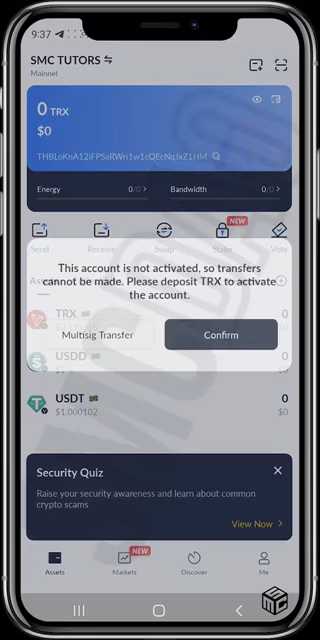 9:37
SMC TUTORS
Mainnet
0 TRX
$0
Energy 0/0 >
Bandwidth 0/0 >
NEW
Send Receive Swap Stake Vote
This account is not activated, so transfers
cannot be made. Please deposit TRX to activate
the account.
TRX 0
Multisig Transfer Confirm
USDD 0
USDT 0
$1.000102 $0
Security Quiz
Raise your security awareness and learn about common
crypto scams
View Now >
NEW
Assets Markets Discover Me